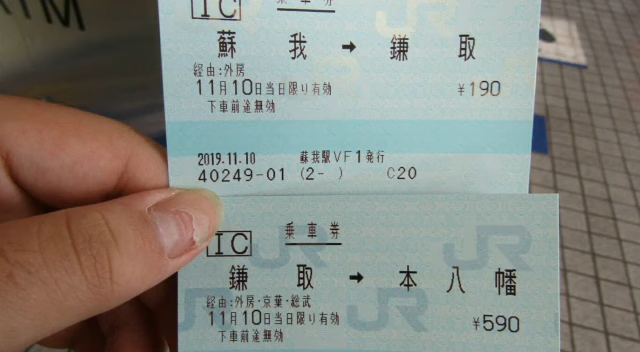 IC 乗車券
蘇我→鎌取
経由:外房
11月10日当日限り有効 ¥190
下車前途無効
2019.11.10 蘇我駅VF1発行
40249-01 (2- ) C20
IC 乗車券
鎌取→本八幡
経由:外房・京葉・総武
11月10日当日限り有効 ¥590
下車前途無効